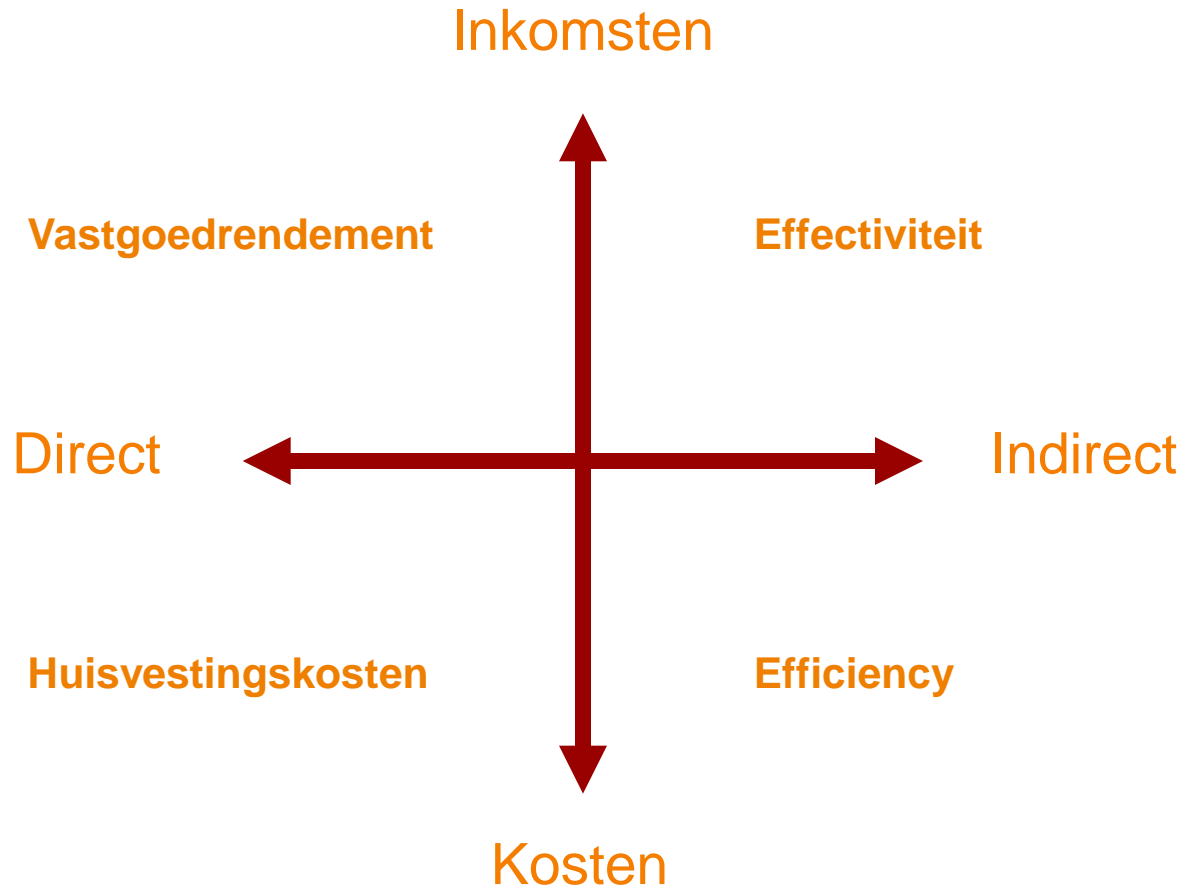 Inkomsten
Vastgoedrendement
Effectiviteit
Direct
Indirect
Huisvestingskosten
Efficiency
Kosten